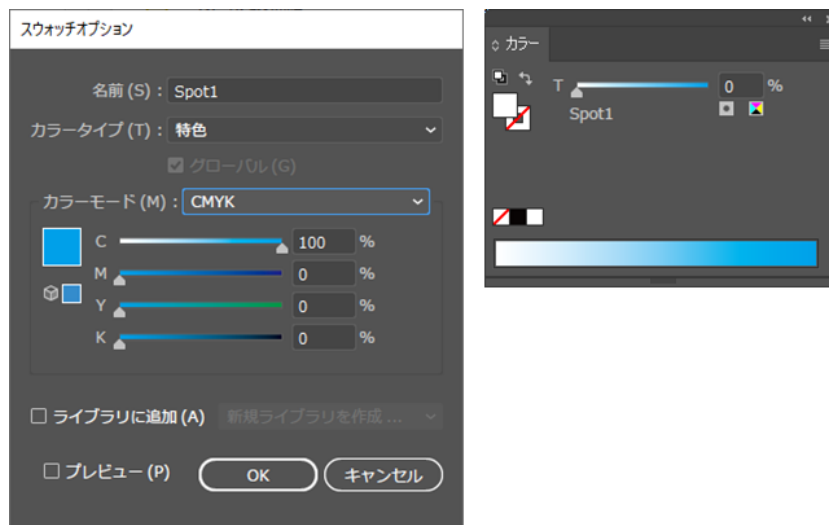 スウォッチオプション
名前 (S) : Spot1
カラータイプ (T) : 特色
グローバル (G)
カラーモード (M) : CMYK
C 100 %
M 0 %
Y 0 %
K 0 %
ライブラリに追加 (A) 新規ライブラリを作成 ...
プレビュー (P) OK キャンセル
カラー
T 0 %
Spot1